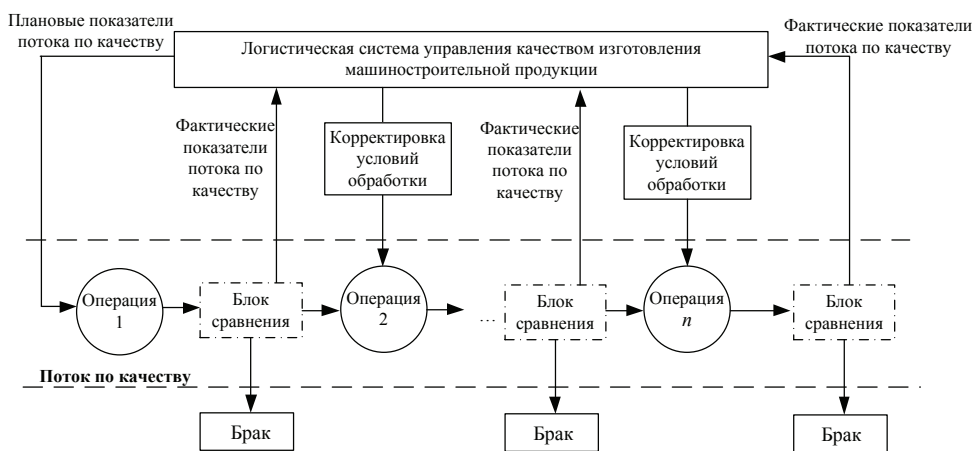 Плановые показатели
потока по качеству
Логистическая система управления качеством изготовления
машиностроительной продукции
Фактические показатели
потока по качеству
Фактические
показатели
потока по
качеству
Корректировка
условий
обработки
Фактические
показатели
потока по
качеству
Корректировка
условий
обработки
Операция
1
Блок
сравнения
Операция
2
...
Блок
сравнения
Операция
n
Блок
сравнения
Поток по качеству
Брак
Брак
Брак